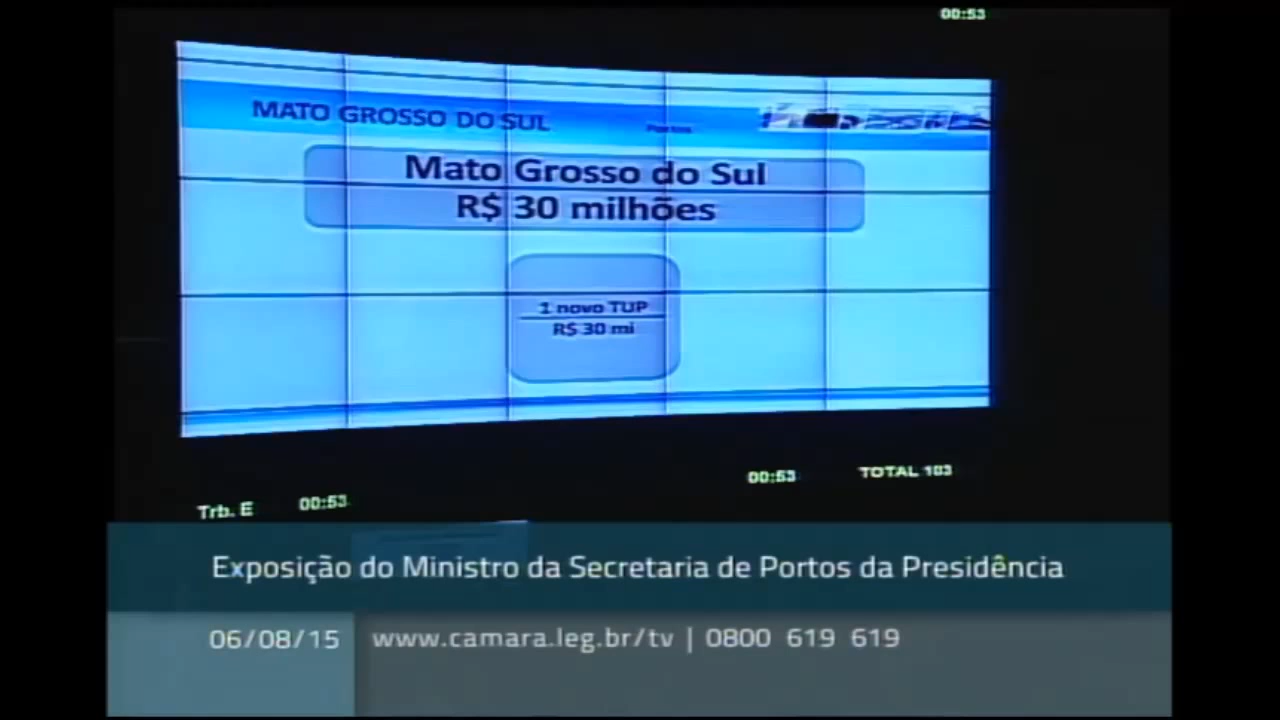 00:53
MATO GROSSO DO SUL
Portos
Mato Grosso do Sul
R$ 30 milhões
1 novo TUP
R$ 30 mi
00:53
TOTAL 103
Trb. E
00:53
Exposição do Ministro da Secretaria de Portos da Presidência
06/08/15
www.camara.leg.br/tv | 0800 619 619